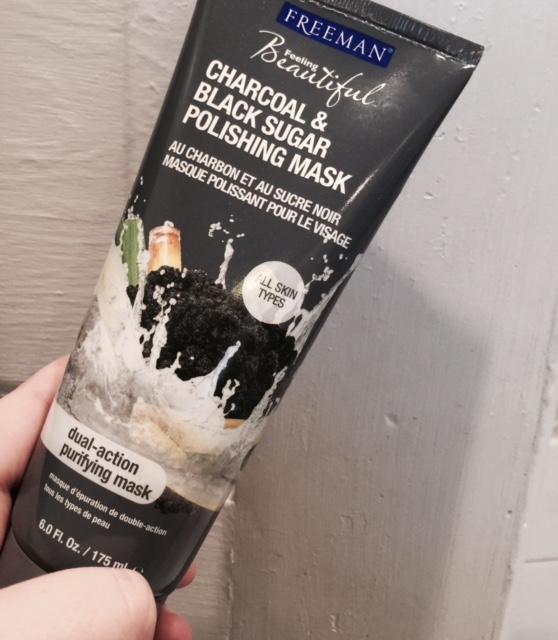 FREEMAN®
Feeling
Beautiful
CHARCOAL &
BLACK SUGAR
POLISHING MASK
AU CHARBON ET AU SUCRE NOIR
MASQUE POLISSANT POUR LE VISAGE
ALL SKIN
TYPES
dual-action
purifying mask
masque d'épuration de double-action
tous les types de peau
6.0 Fl. Oz. / 175 ml